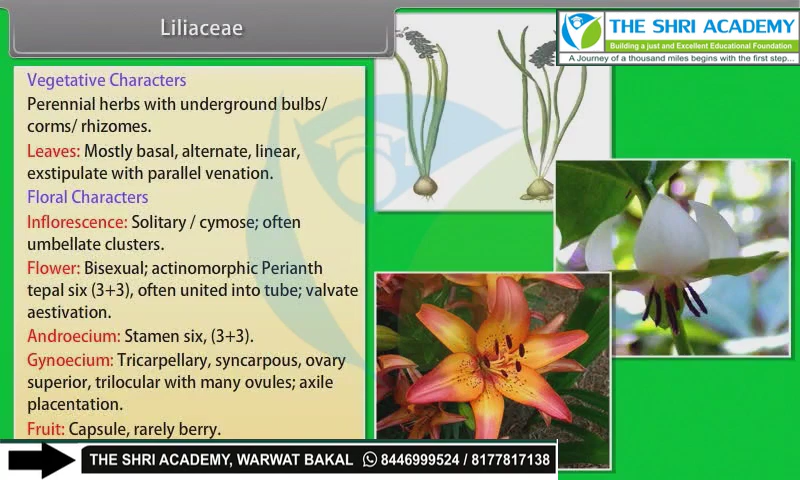 Liliaceae
THE SHRI ACADEMY
Building a just and Excellent Educational Foundation
A Journey of a thousand miles begins with the first step...
Vegetative Characters
Perennial herbs with underground bulbs/
corms/ rhizomes.
Leaves: Mostly basal, alternate, linear,
exstipulate with parallel venation.
Floral Characters
Inflorescence: Solitary / cymose; often
umbellate clusters.
Flower: Bisexual; actinomorphic Perianth
tepal six (3+3), often united into tube; valvate
aestivation.
Androecium: Stamen six, (3+3).
Gynoecium: Tricarpellary, syncarpous, ovary
superior, trilocular with many ovules; axile
placentation.
Fruit: Capsule, rarely berry.
THE SHRI ACADEMY, WARWAT BAKAL 8446999524 / 8177817138